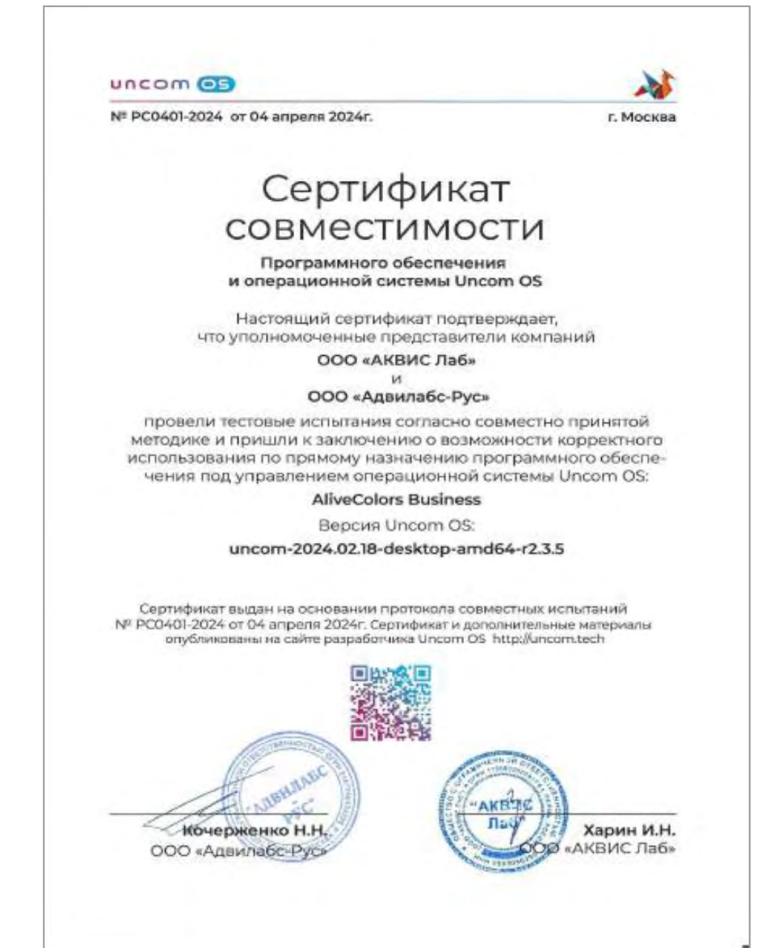 uncom OS
№ РС0401-2024 от 04 апреля 2024г.
г. Москва
Сертификат
совместимости
Программного обеспечения
и операционной системы Uncom OS
Настоящий сертификат подтверждает,
что уполномоченные представители компаний
ООО «АКВИС Лаб»
и
ООО «Адвилабс-Рус»
провели тестовые испытания согласно совместно принятой
методике и пришли к заключению о возможности корректного
использования по прямому назначению программного обеспе-
чения под управлением операционной системы Uncom OS:
AliveColors Business
Версия Uncom OS:
uncom-2024.02.18-desktop-amd64-r2.3.5
Сертификат выдан на основании протокола совместных испытаний
№ РС0401-2024 от 04 апреля 2024г. Сертификат и дополнительные материалы
опубликованы на сайте разработчика Uncom OS http://uncom.tech
"АДВИЛАБС
РУС"
"АКВИС
Лаб"
Кочерженко Н.Н.
ООО «Адвилабс-Рус»
Харин И.Н.
ООО «АКВИС Лаб»